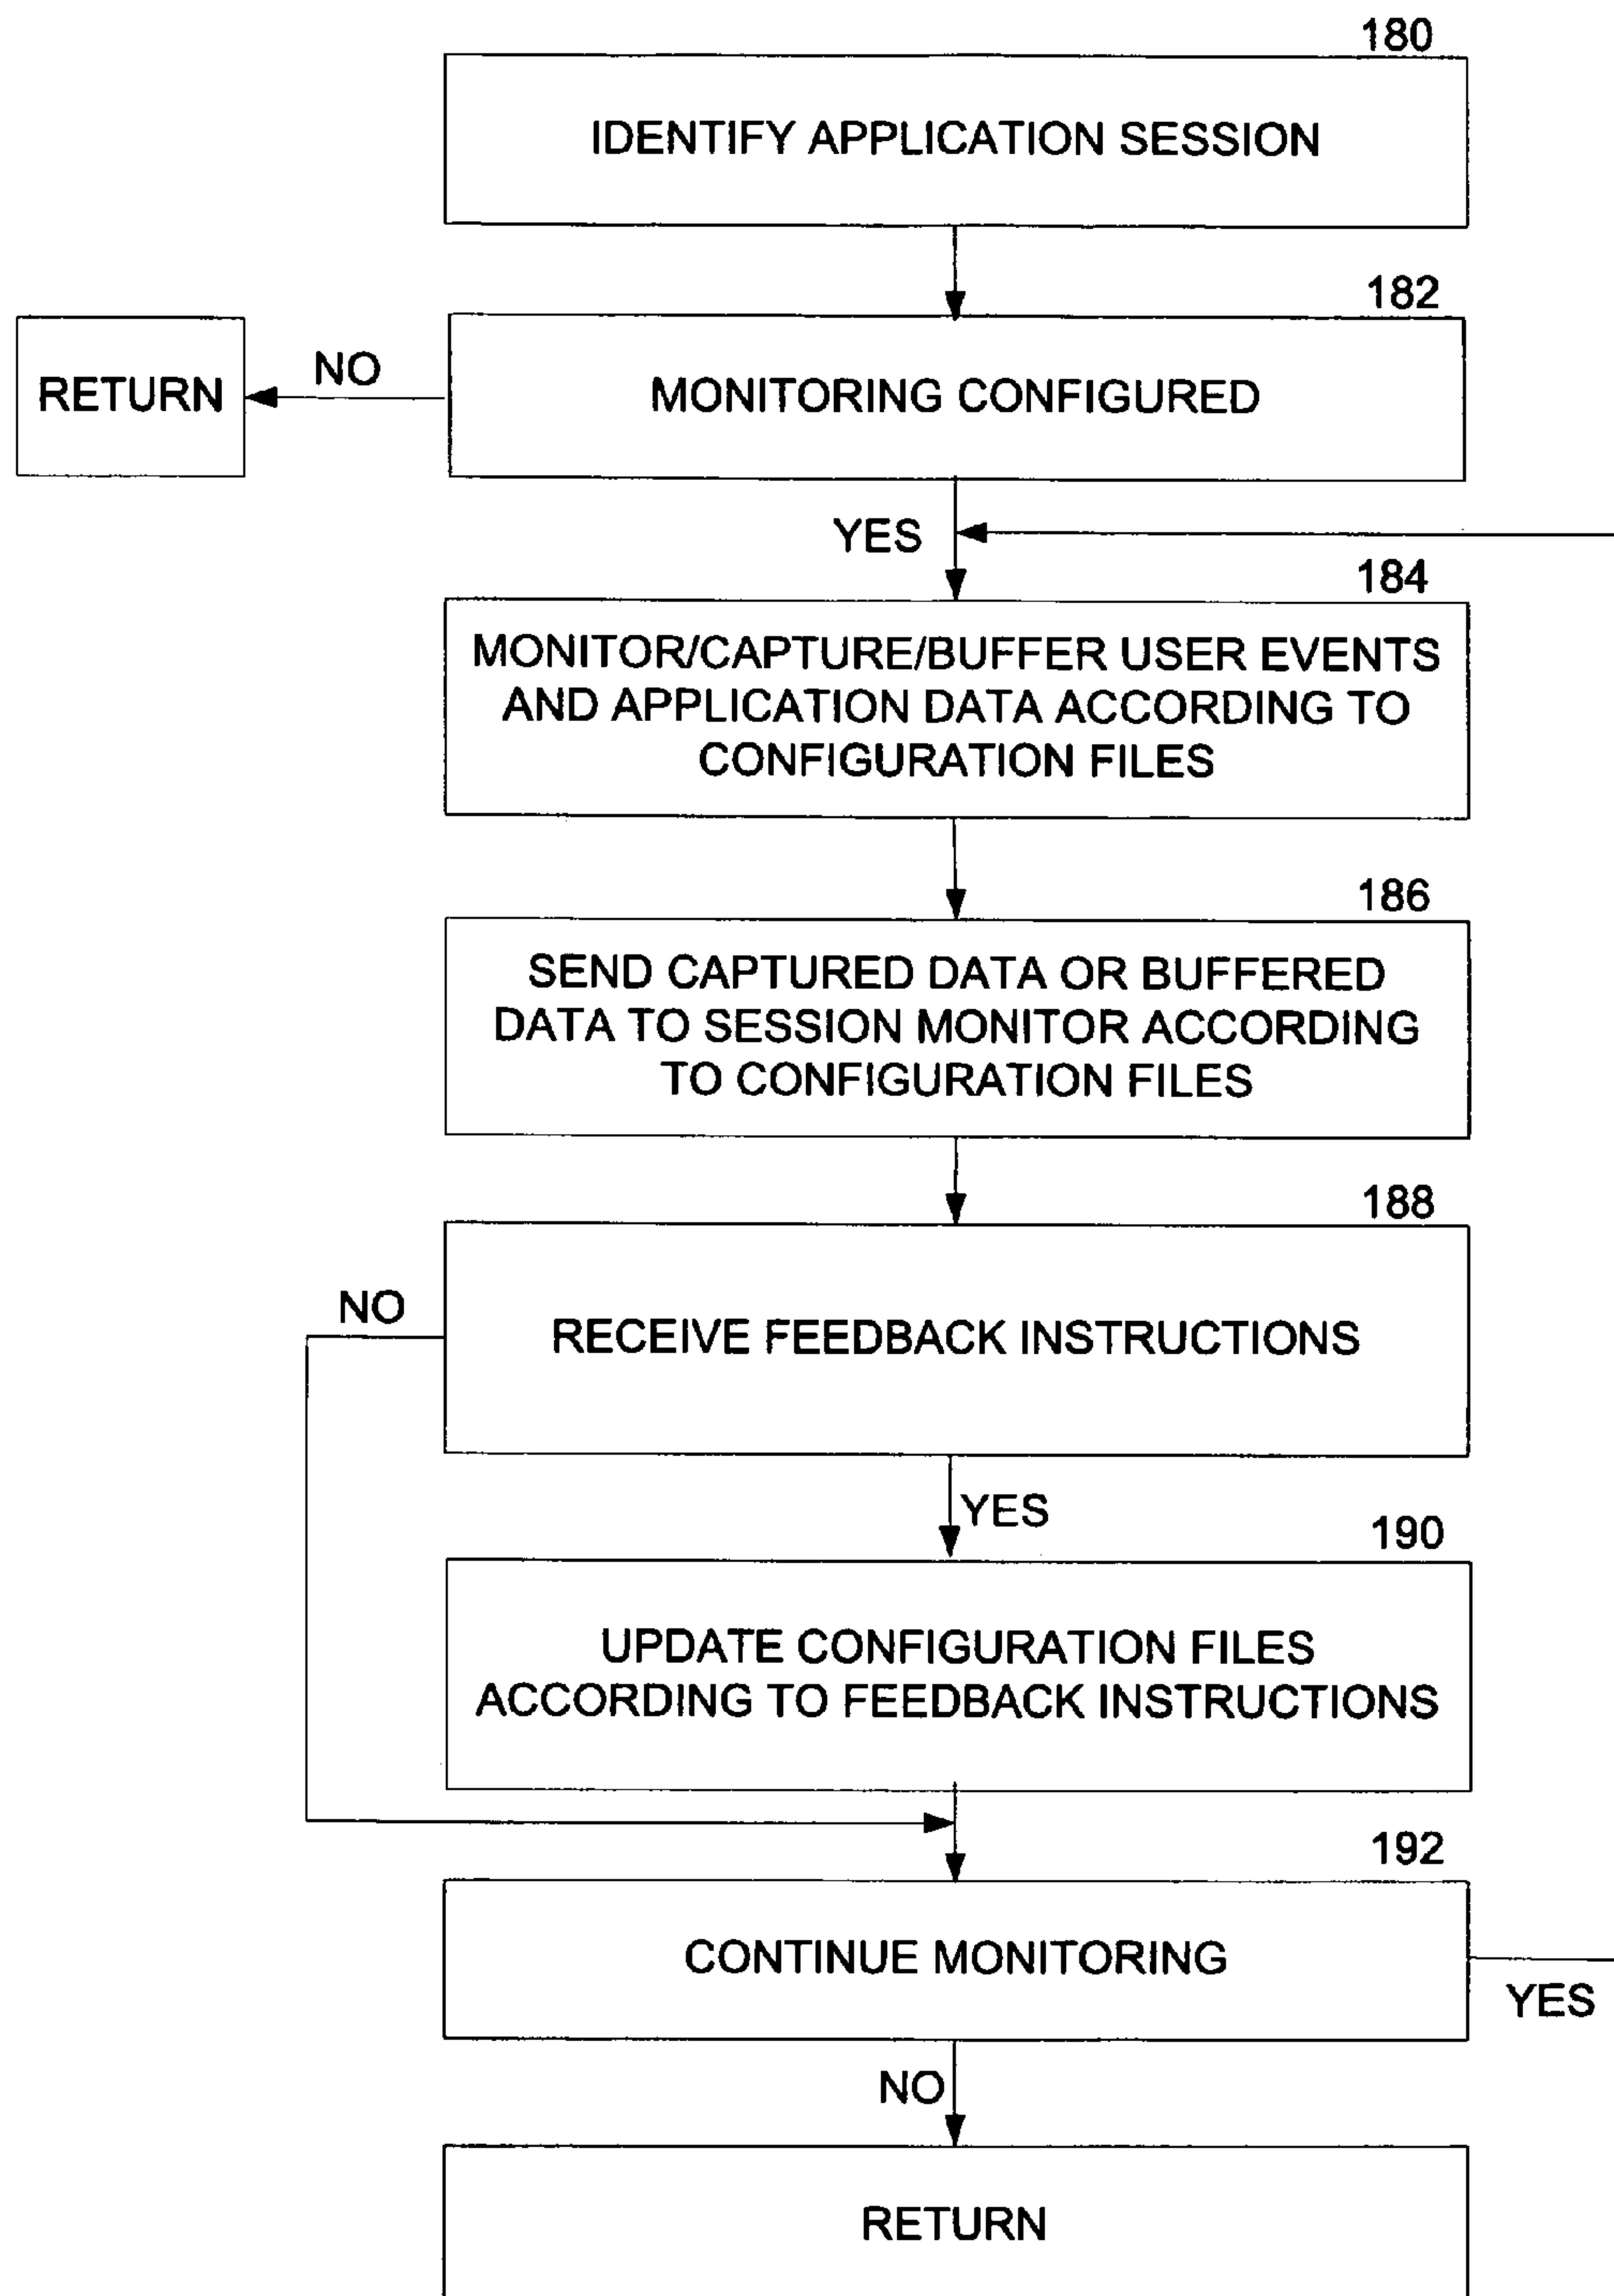 180
IDENTIFY APPLICATION SESSION
182
RETURN
NO
MONITORING CONFIGURED
YES
184
MONITOR/CAPTURE/BUFFER USER EVENTS
AND APPLICATION DATA ACCORDING TO
CONFIGURATION FILES
186
SEND CAPTURED DATA OR BUFFERED
DATA TO SESSION MONITOR ACCORDING
TO CONFIGURATION FILES
188
NO
RECEIVE FEEDBACK INSTRUCTIONS
YES
190
UPDATE CONFIGURATION FILES
ACCORDING TO FEEDBACK INSTRUCTIONS
192
CONTINUE MONITORING
YES
NO
RETURN